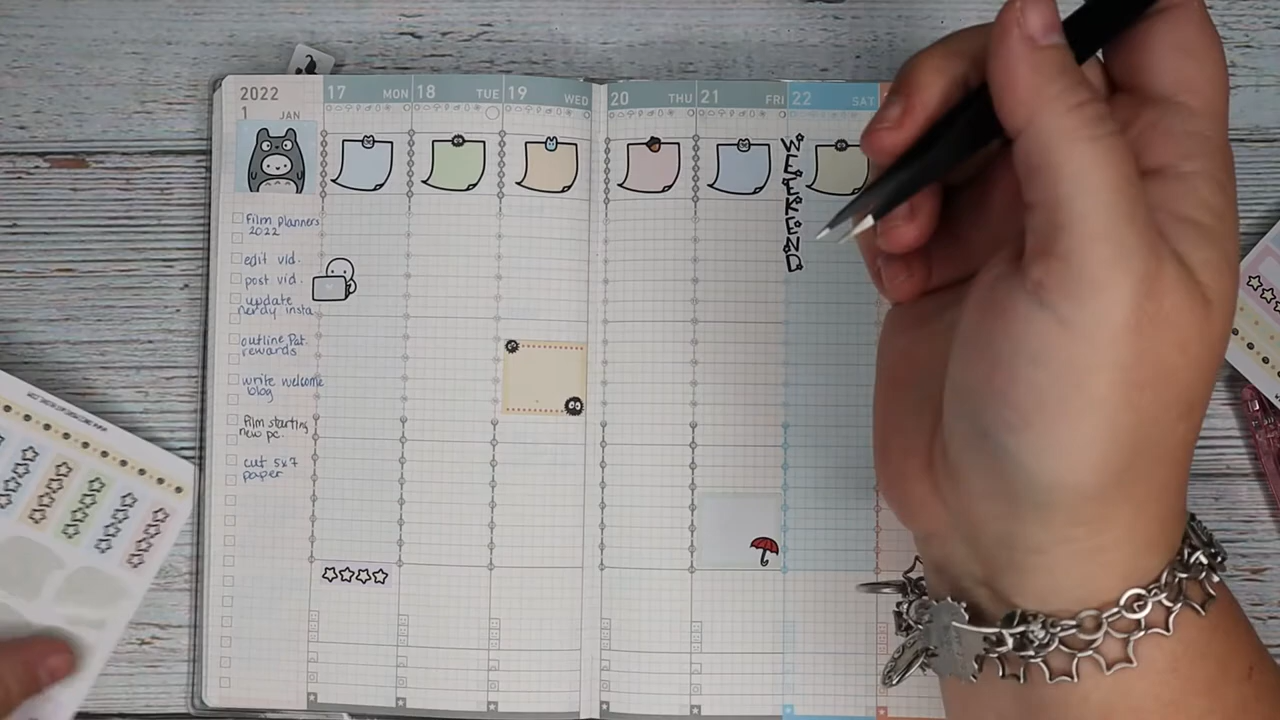 2022
1 JAN
17 MON 18 TUE 19 WED 20 THU 21 FRI 22 SAT
WEEKEND
Film planners
2022
edit vid.
post vid.
update
nerdy insta.
outline Pat.
rewards
write welcome
blog
film starting
new pc.
cut 5x7
paper